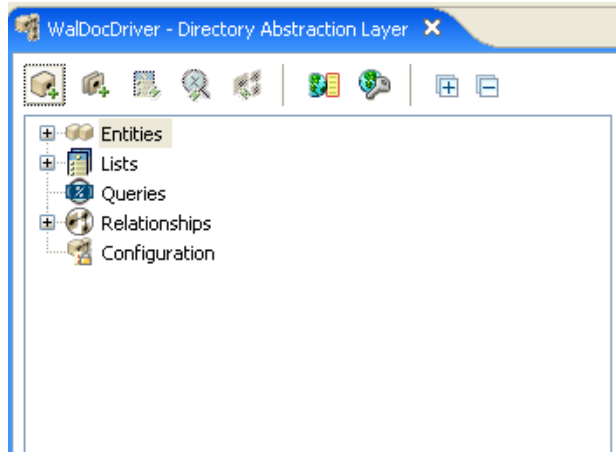 WalDocDriver - Directory Abstraction Layer
Entities
Lists
Queries
Relationships
Configuration